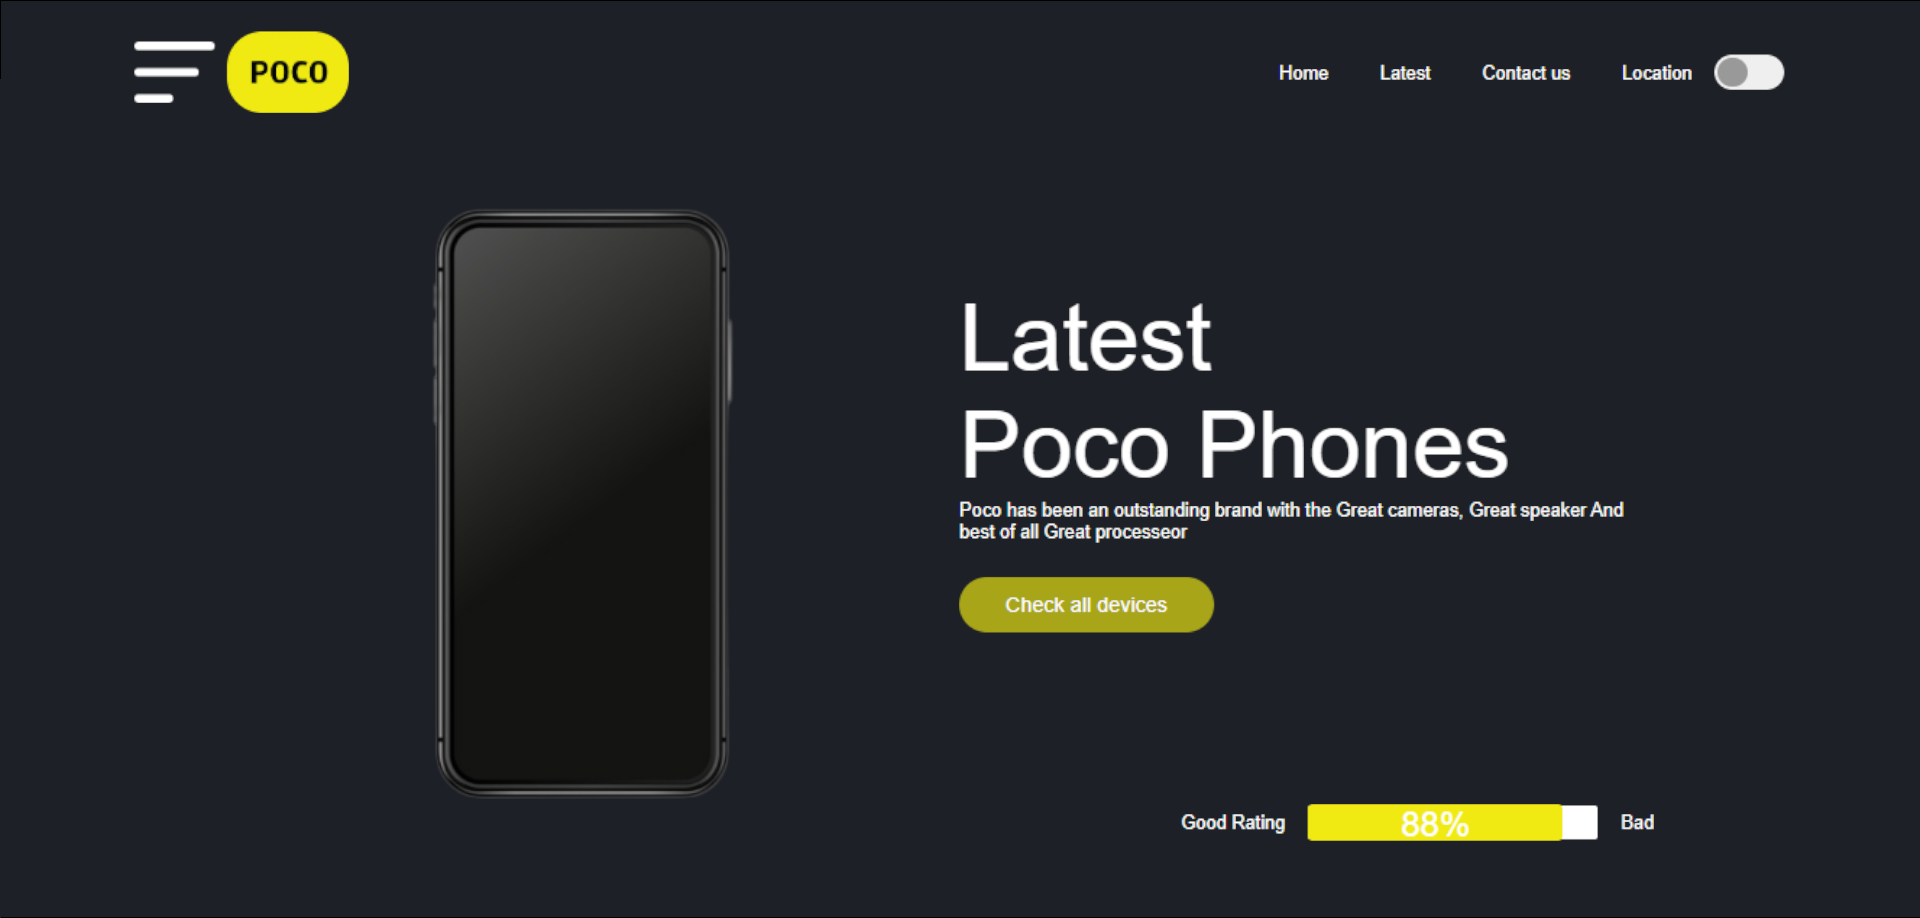 POCO
Home
Latest
Contact us
Location
Latest
Poco Phones
Poco has been an outstanding brand with the Great cameras, Great speaker And
best of all Great processeor
Check all devices
Good Rating
88%
Bad